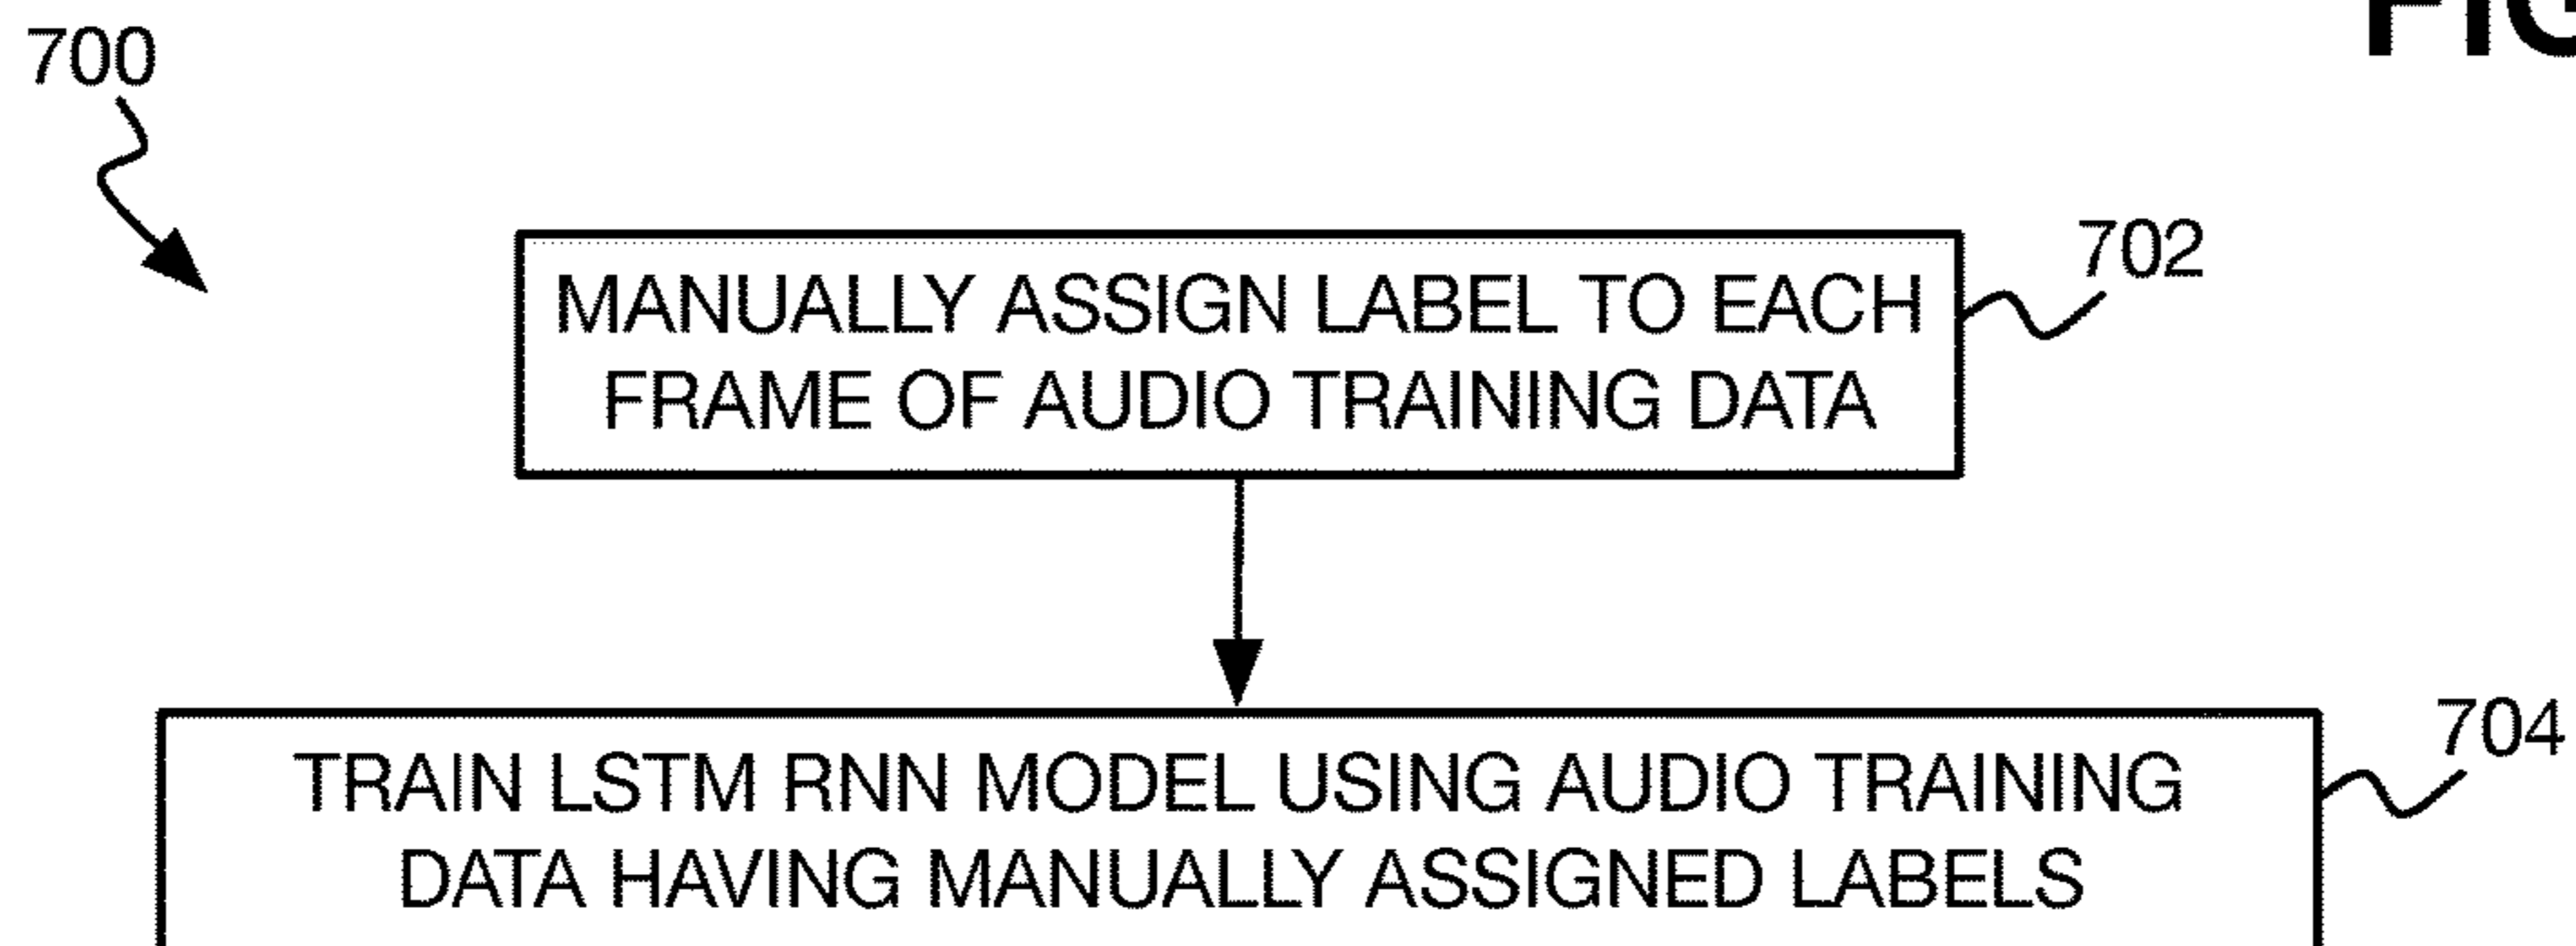 700
702
MANUALLY ASSIGN LABEL TO EACH
FRAME OF AUDIO TRAINING DATA
704
TRAIN LSTM RNN MODEL USING AUDIO TRAINING
DATA HAVING MANUALLY ASSIGNED LABELS